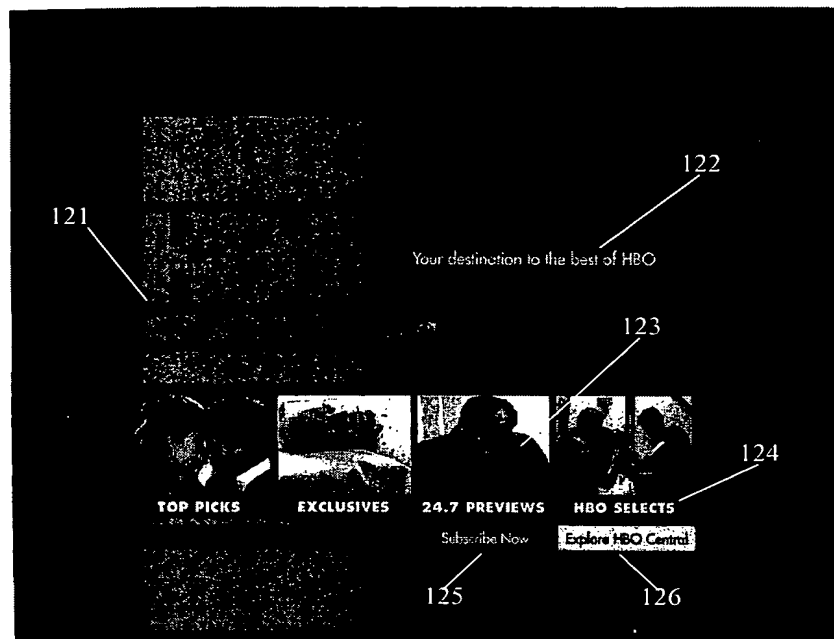 122
121
Your destination to the best of HBO
123
124
TOP PICKS EXCLUSIVES 24.7 PREVIEWS HBO SELECTS
Subscribe Now Explore HBO Central
125 126